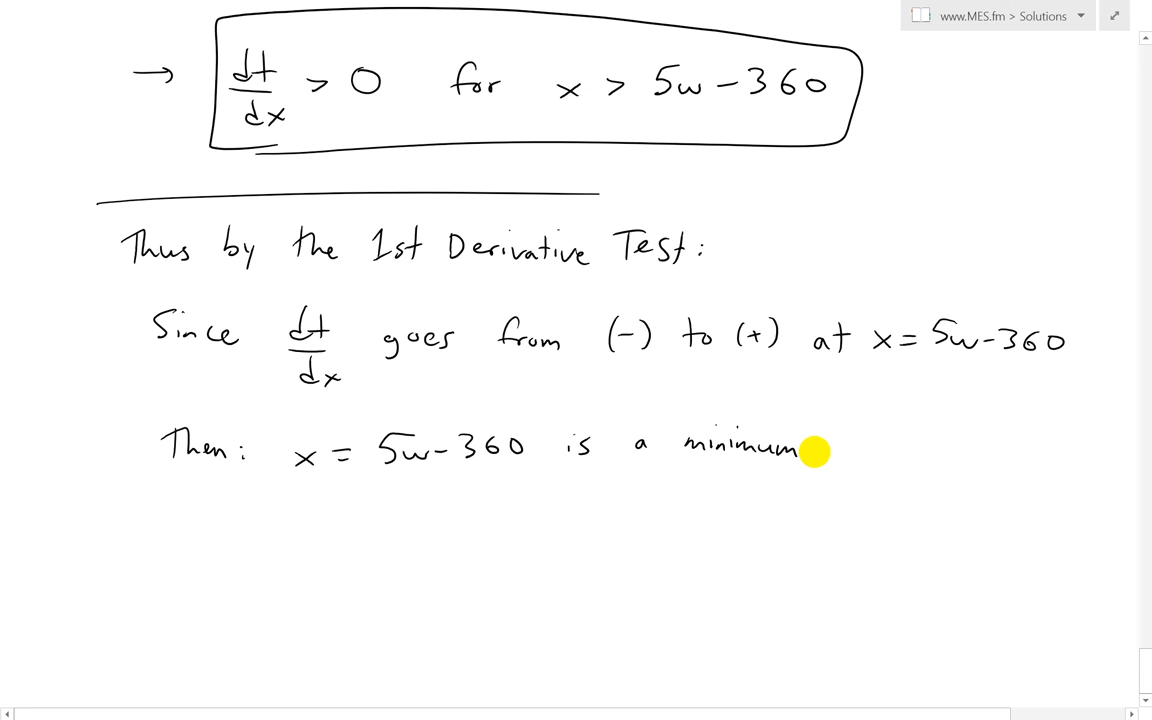 www.MES.fm > Solutions
→ dt/dx > 0 for x > 5w - 360
Thus by the 1st Derivative Test:
Since dt/dx goes from (-) to (+) at x = 5w - 360
Then: x = 5w - 360 is a minimum